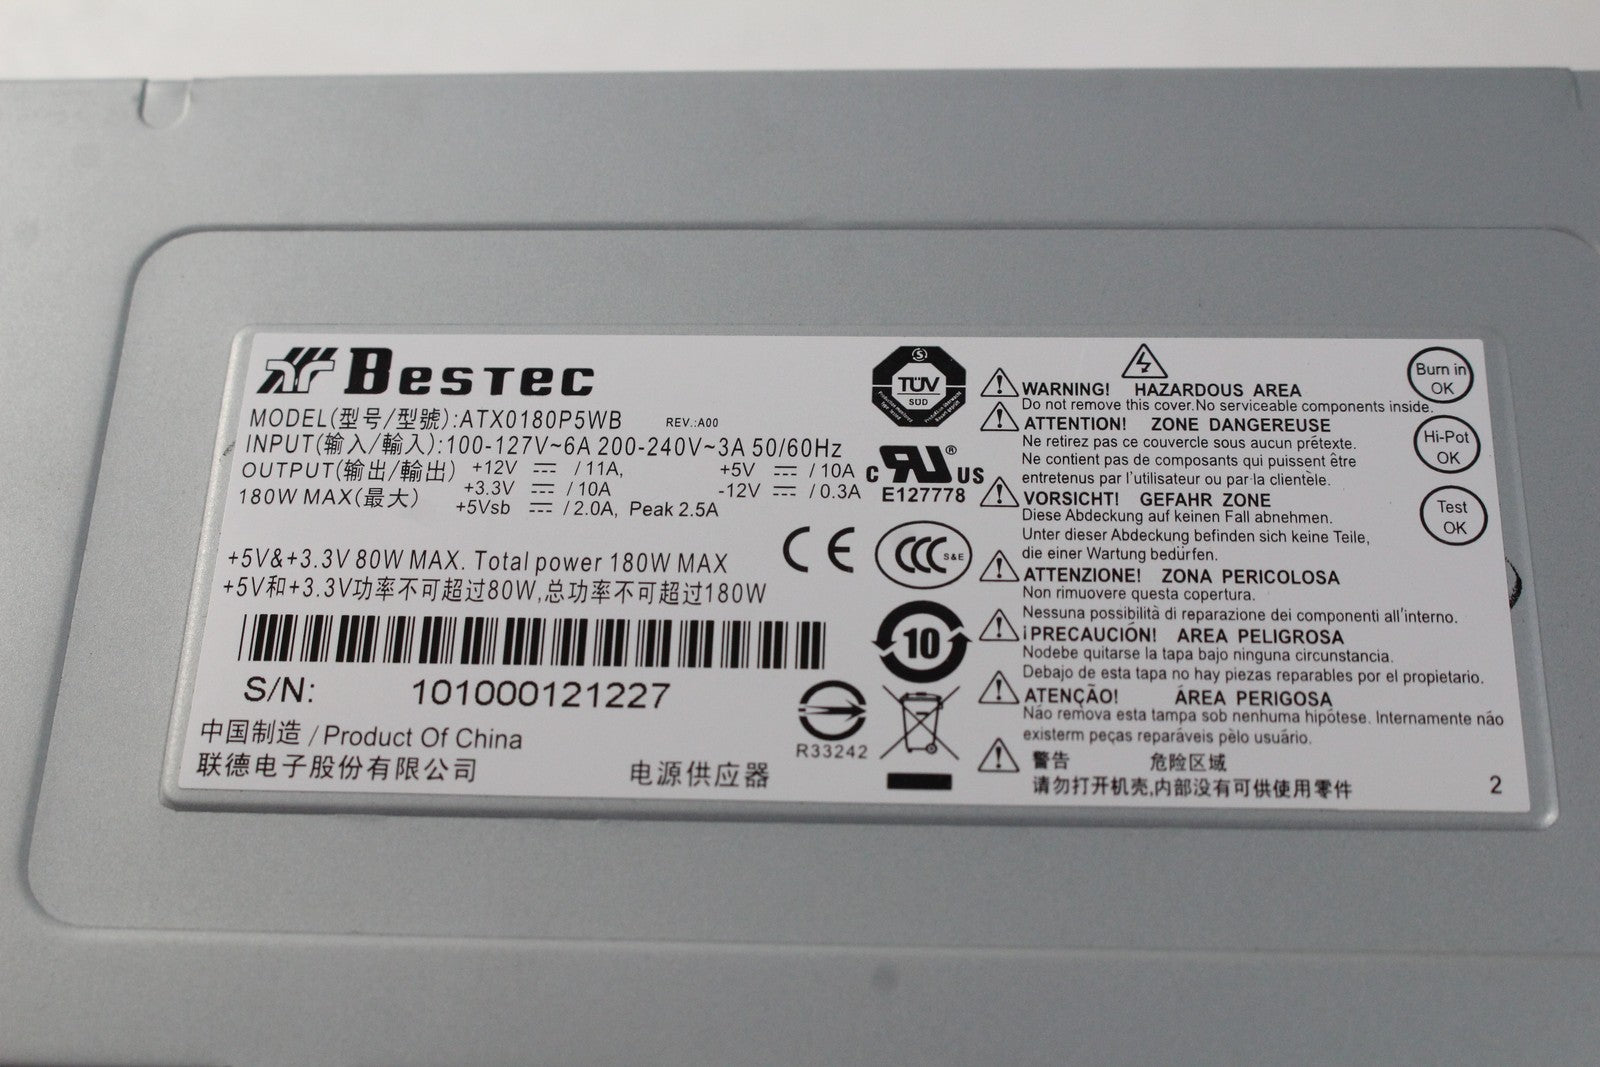 BESTEC
MODEL(型号/型號):ATX0180P5WB REV.:A00
INPUT(输入/輸入):100-127V~6A 200-240V~3A 50/60Hz
OUTPUT(输出/輸出) +12V ⎓ /11A, +5V ⎓ /10A
180W MAX(最大) +3.3V ⎓ /10A -12V ⎓ /0.3A
+5Vsb ⎓ /2.0A, Peak 2.5A
+5V&+3.3V 80W MAX. Total power 180W MAX
+5V和+3.3V功率不可超过80W,总功率不可超过180W
S/N: 101000121227
中国制造/Product Of China
联德电子股份有限公司 电源供应器
TÜV
SÜD
C US
E127778
CE
CCC S&E
10
R33242
WARNING! HAZARDOUS AREA
Do not remove this cover.No serviceable components inside.
ATTENTION! ZONE DANGEREUSE
Ne retirez pas ce couvercle sous aucun prétexte.
Ne contient pas de composants qui puissent être
entretenus par l'utilisateur ou par la clientèle.
VORSICHT! GEFAHR ZONE
Diese Abdeckung auf keinen Fall abnehmen.
Unter dieser Abdeckung befinden sich keine Teile,
die einer Wartung bedürfen.
ATTENZIONE! ZONA PERICOLOSA
Non rimuovere questa copertura.
Nessuna possibilità di reparazione dei componenti all'interno.
¡PRECAUCIÓN! AREA PELIGROSA
Nodebe quitarse la tapa bajo ninguna circunstancia.
Debajo de esta tapa no hay piezas reparables por el propietario.
ATENÇÃO! ÁREA PERIGOSA
Não remova esta tampa sob nenhuma hipótese. Internamente não
existerm peças reparáveis pèlo usuário.
警告 危险区域
请勿打开机壳,内部没有可供使用零件
2
Burn in
OK
Hi-Pot
OK
Test
OK